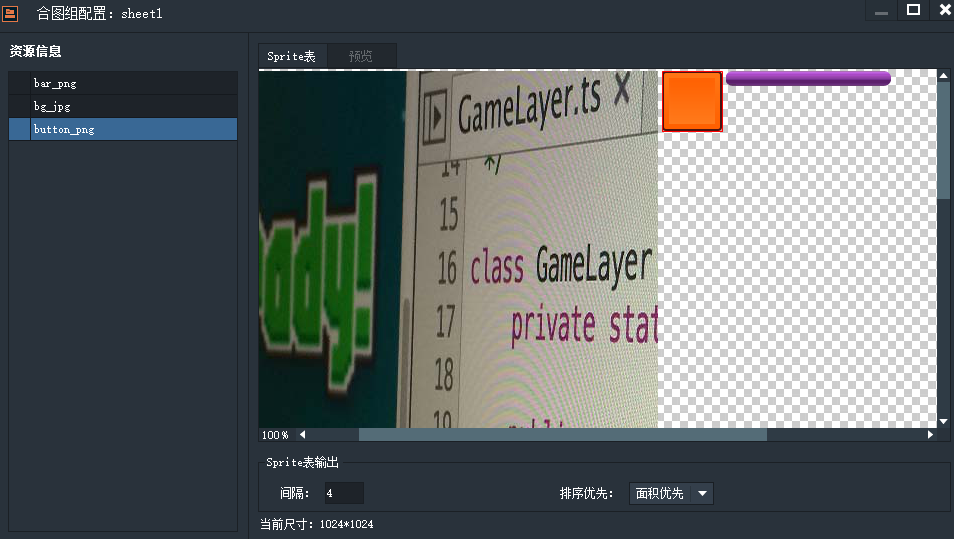 合图组配置: sheet1
资源信息
bar_png
bg_jpg
button_png
Sprite表
预览
GameLayer.ts
14 */
15
16 class GameLayer
17 private stat
18
19
ady!
100%
Sprite表输出
间隔: 4
排序优先: 面积优先
当前尺寸: 1024*1024